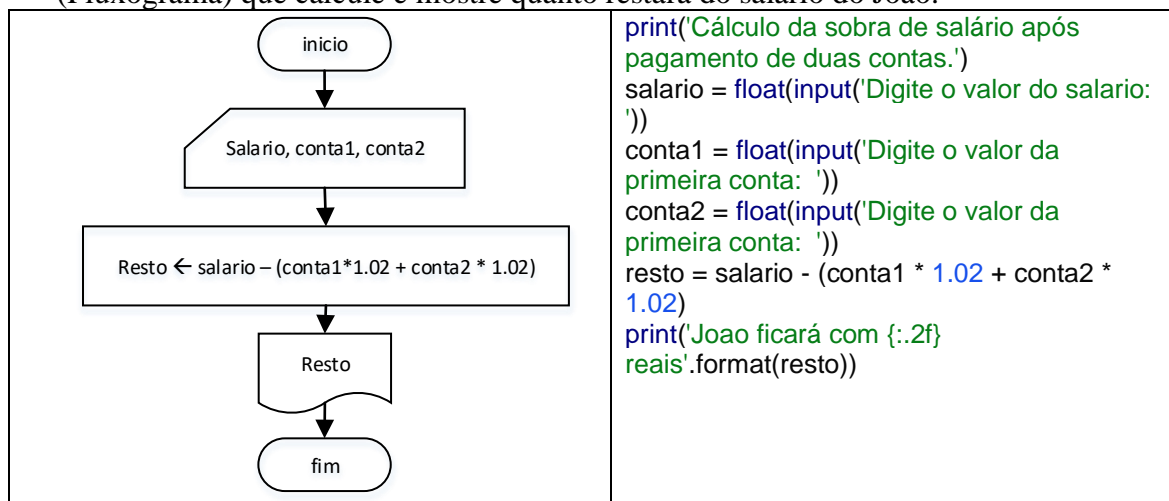 (Fluxograma) que calcule e mostre quanto restará do salário do João.
inicio
Salario, conta1, conta2
Resto ← salario – (conta1*1.02 + conta2 * 1.02)
Resto
fim
print('Cálculo da sobra de salário após
pagamento de duas contas.')
salario = float(input('Digite o valor do salario:
'))
conta1 = float(input('Digite o valor da
primeira conta:  '))
conta2 = float(input('Digite o valor da
primeira conta:  '))
resto = salario - (conta1 * 1.02 + conta2 *
1.02)
print('Joao ficará com {:.2f}
reais'.format(resto))